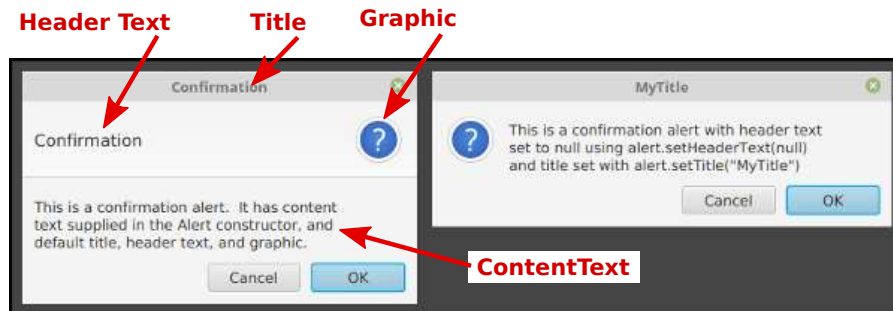 Header Text
Title
Graphic
Confirmation
Confirmation
This is a confirmation alert. It has content
text supplied in the Alert constructor, and
default title, header text, and graphic.
Cancel
OK
ContentText
MyTitle
This is a confirmation alert with header text
set to null using alert.setHeaderText(null)
and title set with alert.setTitle("MyTitle")
Cancel
OK